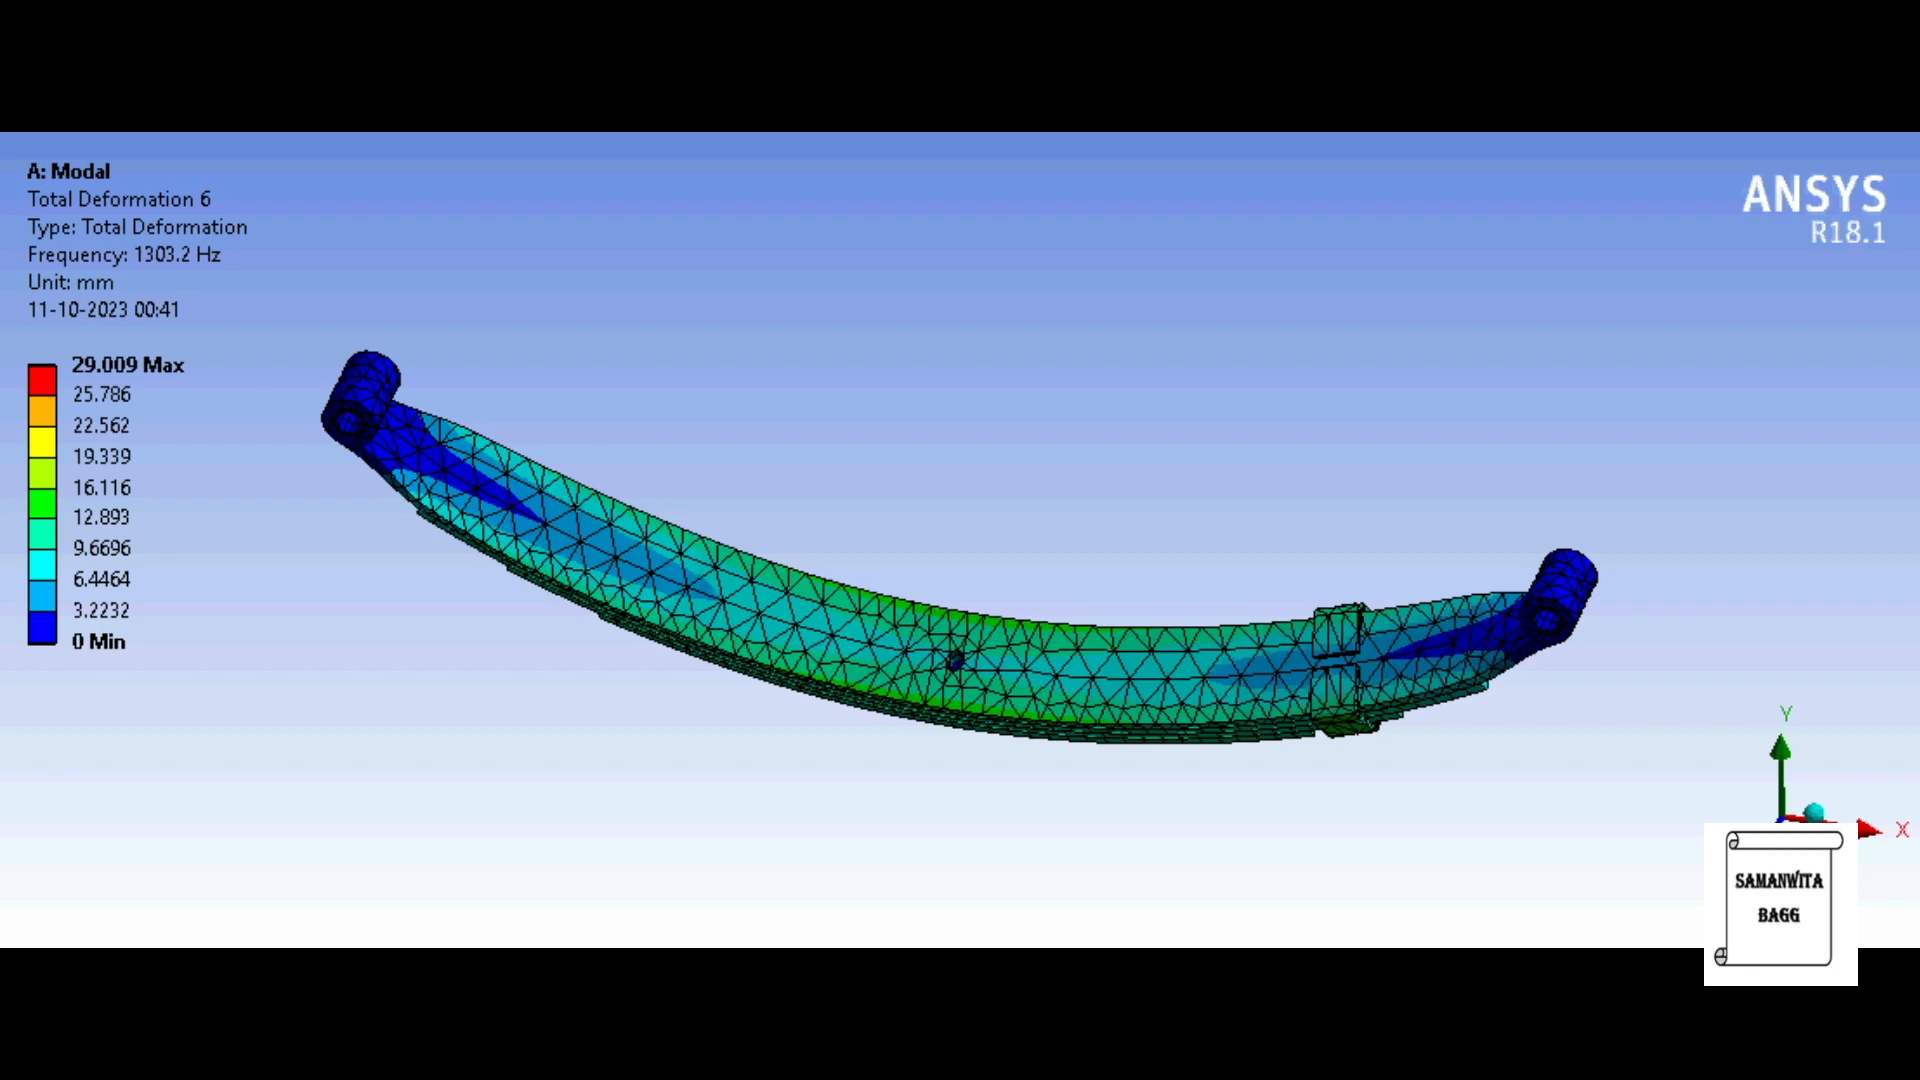 A: Modal
Total Deformation 6
Type: Total Deformation
Frequency: 1303.2 Hz
Unit: mm
11-10-2023 00:41
29.009 Max
25.786
22.562
19.339
16.116
12.893
9.6696
6.4464
3.2232
0 Min
ANSYS
R18.1
Y
X
SAMANWITA
BAGG